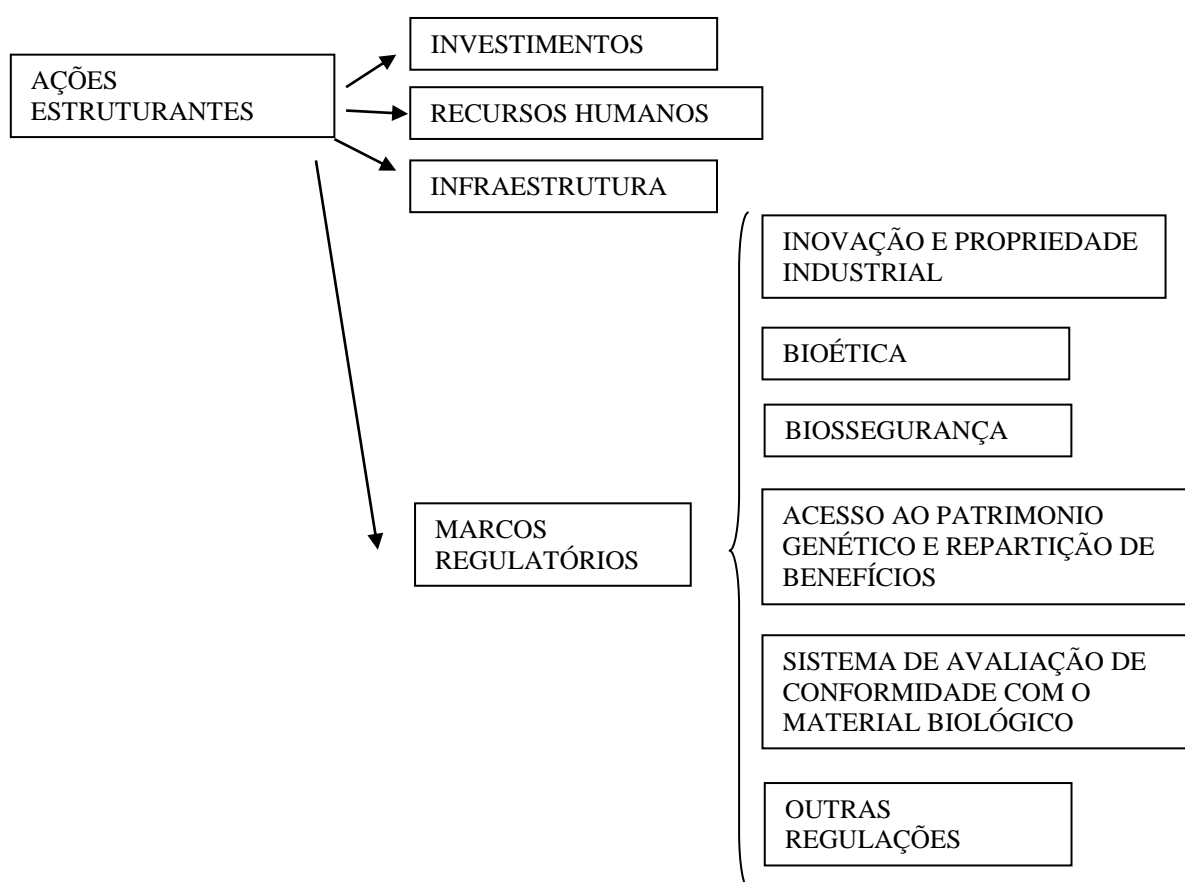 AÇÕES
ESTRUTURANTES
INVESTIMENTOS
RECURSOS HUMANOS
INFRAESTRUTURA
MARCOS
REGULATÓRIOS
INOVAÇÃO E PROPRIEDADE
INDUSTRIAL
BIOÉTICA
BIOSSEGURANÇA
ACESSO AO PATRIMONIO
GENÉTICO E REPARTIÇÃO DE
BENEFÍCIOS
SISTEMA DE AVALIAÇÃO DE
CONFORMIDADE COM O
MATERIAL BIOLÓGICO
OUTRAS
REGULAÇÕES